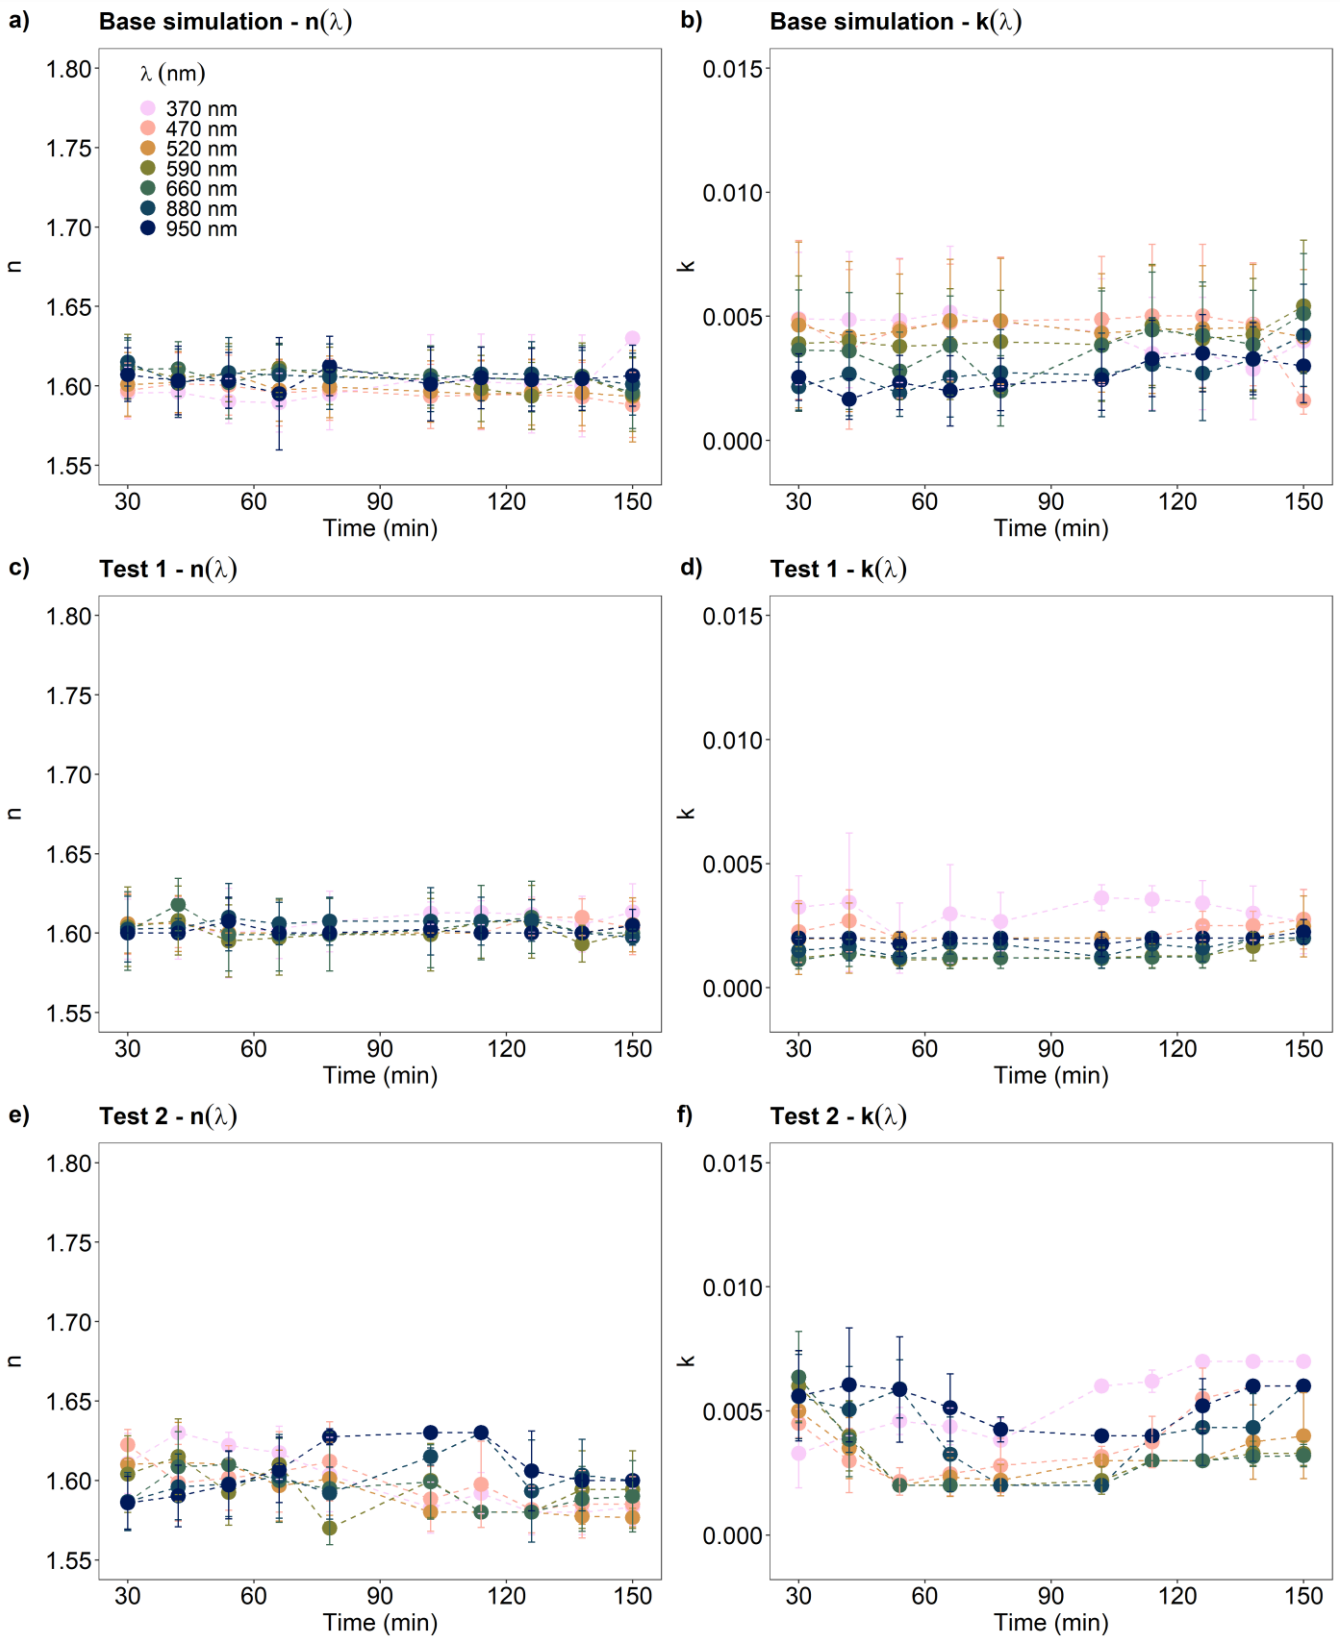 a) Base simulation - n(λ)
1.80
1.75
1.70
1.65
1.60
1.55
n
λ (nm)
370 nm
470 nm
520 nm
590 nm
660 nm
880 nm
950 nm
30 60 90 120 150
Time (min)
b) Base simulation - k(λ)
0.015
0.010
0.005
0.000
k
30 60 90 120 150
Time (min)
c) Test 1 - n(λ)
1.80
1.75
1.70
1.65
1.60
1.55
n
30 60 90 120 150
Time (min)
d) Test 1 - k(λ)
0.015
0.010
0.005
0.000
k
30 60 90 120 150
Time (min)
e) Test 2 - n(λ)
1.80
1.75
1.70
1.65
1.60
1.55
n
30 60 90 120 150
Time (min)
f) Test 2 - k(λ)
0.015
0.010
0.005
0.000
k
30 60 90 120 150
Time (min)